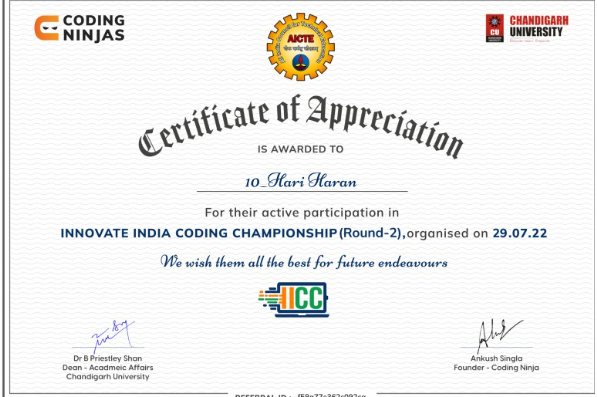 CODING
NINJAS
AICTE
CU
CHANDIGARH
UNIVERSITY
Certificate of Appreciation
IS AWARDED TO
10_Hari Haran
For their active participation in
INNOVATE INDIA CODING CHAMPIONSHIP(Round-2),organised on 29.07.22
We wish them all the best for future endeavours
IICC
Dr B Priestley Shan
Dean - Acadmeic Affairs
Chandigarh University
Ankush Singla
Founder - Coding Ninja
REFERRAL ID :